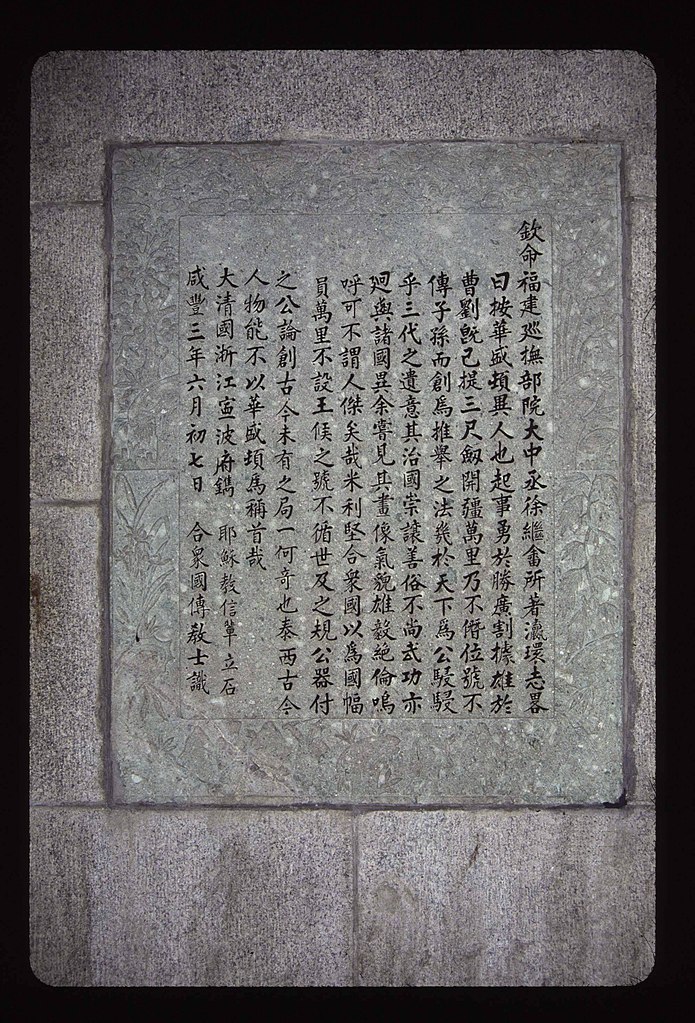 欽命福建廵撫部院大中丞徐繼畬所著瀛環志畧
曰按華盛頓異人也起事勇於勝廣割據雄於
曹劉旣已提三尺劒開疆萬里乃不僭位號不
傳子孫而創爲推舉之法幾於天下爲公駸駸
乎三代之遺意其治國崇讓善俗不尚武功亦
廻與諸國異余嘗見其畫像氣貌雄毅絶倫嗚
呼可不謂人傑矣哉米利堅合衆國以爲國幅
員萬里不設王侯之號不循世及之規公器付
之公論創古今未有之局一何奇也泰西古今
人物能不以華盛頓爲稱首哉
大清國浙江寍波府鐫 耶穌教信輩立石
咸豐三年六月初七日 合衆國傳教士識